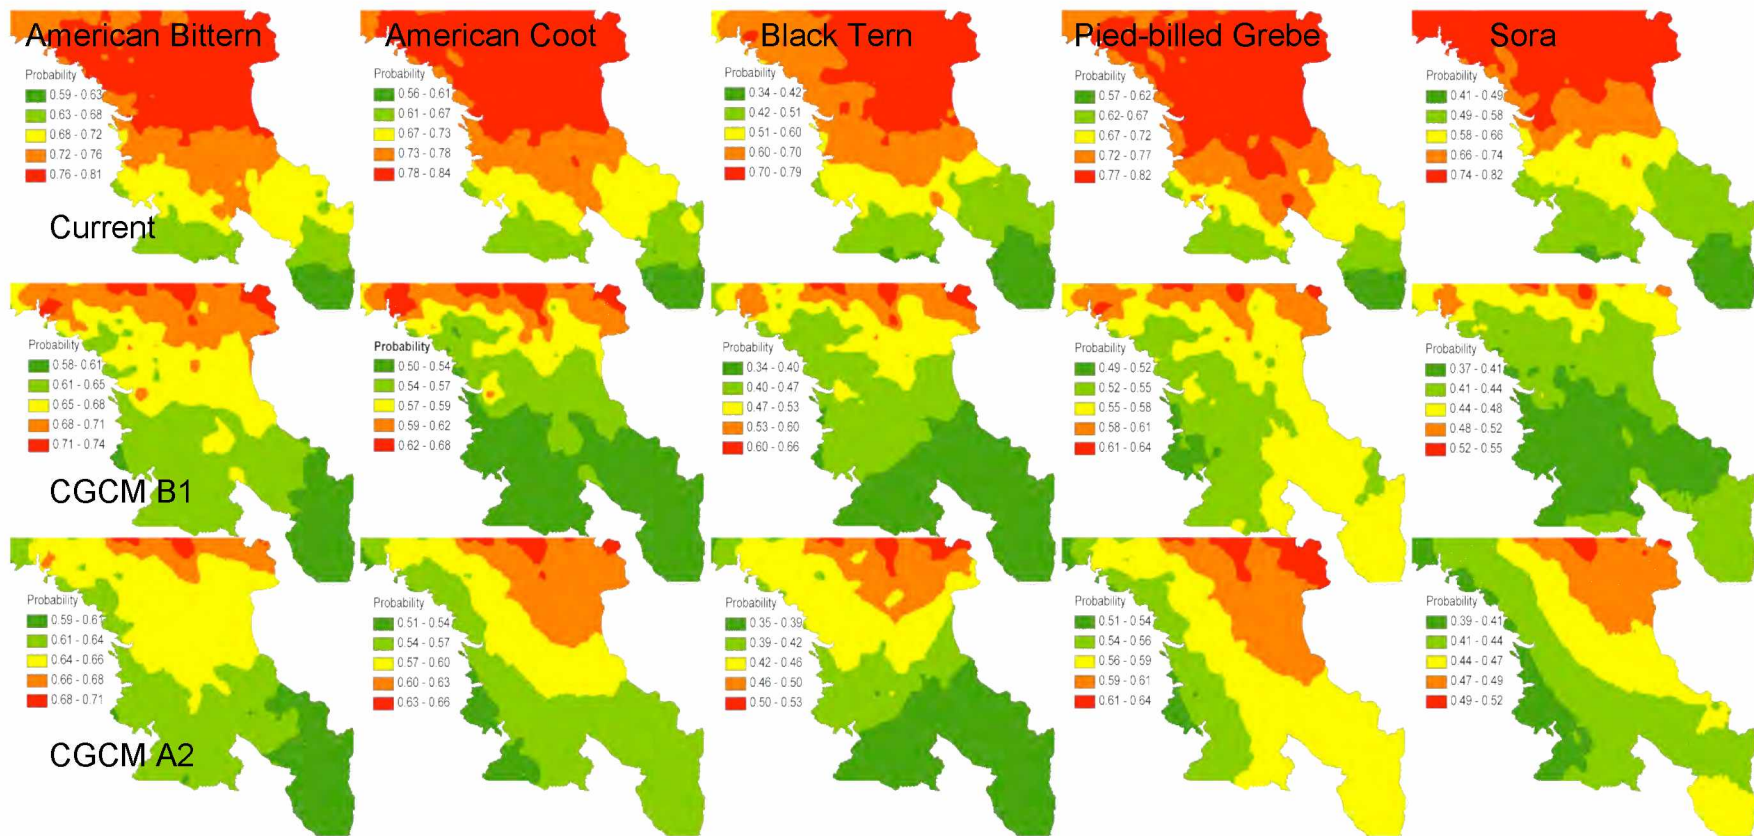 American Bittern
American Coot
Black Tern
Pied-billed Grebe
Sora
Probability
0.59 - 0.63
0.63 - 0.68
0.68 - 0.72
0.72 - 0.76
0.76 - 0.81
Probability
0.56 - 0.61
0.61 - 0.67
0.67 - 0.73
0.73 - 0.78
0.78 - 0.84
Probability
0.34 - 0.42
0.42 - 0.51
0.51 - 0.60
0.60 - 0.70
0.70 - 0.79
Probability
0.57 - 0.62
0.62- 0.67
0.67 - 0.72
0.72 - 0.77
0.77 - 0.82
Probability
0.41 - 0.49
0.49 - 0.58
0.58 - 0.66
0.66 - 0.74
0.74 - 0.82
Current
Probability
0.58- 0.61
0.61 - 0.65
0.65 - 0.68
0.68 - 0.71
0.71 - 0.74
Probability
0.50 - 0.54
0.54 - 0.57
0.57 - 0.59
0.59 - 0.62
0.62 - 0.68
Probability
0.34 - 0.40
0.40 - 0.47
0.47 - 0.53
0.53 - 0.60
0.60 - 0.66
Probability
0.49 - 0.52
0.52 - 0.55
0.55 - 0.58
0.58 - 0.61
0.61 - 0.64
Probability
0.37 - 0.41
0.41 - 0.44
0.44 - 0.48
0.48 - 0.52
0.52 - 0.55
CGCM B1
Probability
0.59 - 0.61
0.61 - 0.64
0.64 - 0.66
0.66 - 0.68
0.68 - 0.71
Probability
0.51 - 0.54
0.54 - 0.57
0.57 - 0.60
0.60 - 0.63
0.63 - 0.66
Probability
0.35 - 0.39
0.39 - 0.42
0.42 - 0.46
0.46 - 0.50
0.50 - 0.53
Probability
0.51 - 0.54
0.54 - 0.56
0.56 - 0.59
0.59 - 0.61
0.61 - 0.64
Probability
0.39 - 0.41
0.41 - 0.44
0.44 - 0.47
0.47 - 0.49
0.49 - 0.52
CGCM A2